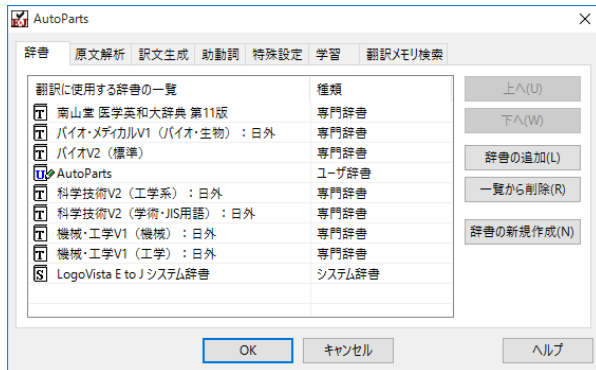 AutoParts
辞書 原文解析 訳文生成 助動詞 特殊設定 学習 翻訳メモリ検索
翻訳に使用する辞書の一覧 種類
南山堂 医学英和大辞典 第11版 専門辞書
バイオ・メディカルV1（バイオ・生物）：日外 専門辞書
バイオV2（標準） 専門辞書
AutoParts ユーザ辞書
科学技術V2（工学系）：日外 専門辞書
科学技術V2（学術・JIS用語）：日外 専門辞書
機械・工学V1（機械）：日外 専門辞書
機械・工学V1（工学）：日外 専門辞書
LogoVista E to J システム辞書 システム辞書
上へ(U)
下へ(W)
辞書の追加(L)
一覧から削除(R)
辞書の新規作成(N)
OK キャンセル ヘルプ